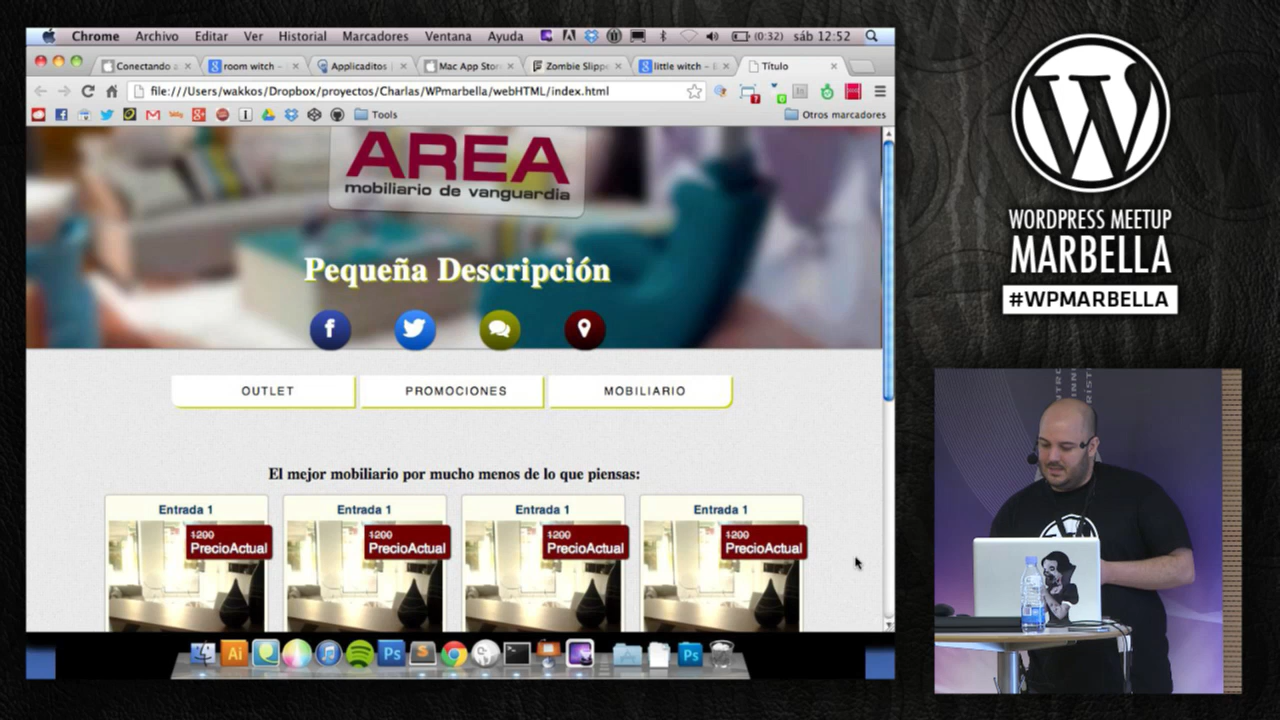 Chrome Archivo Editar Ver Historial Marcadores Ventana Ayuda (0:32) sáb 12:52
Conectando a room witch – Applicaditos Mac App Stor Zombie Slippe little witch – Título
file:///Users/wakkos/Dropbox/proyectos/Charlas/WPmarbella/webHTML/index.html
Tools Otros marcadores
AREA
mobiliario de vanguardia
Pequeña Descripción
OUTLET PROMOCIONES MOBILIARIO
El mejor mobiliario por mucho menos de lo que piensas:
Entrada 1 Entrada 1 Entrada 1 Entrada 1
1200 1200 1200 1200
PrecioActual PrecioActual PrecioActual PrecioActual
Ai Ps S Ps
W
WORDPRESS MEETUP
MARBELLA
#WPMARBELLA